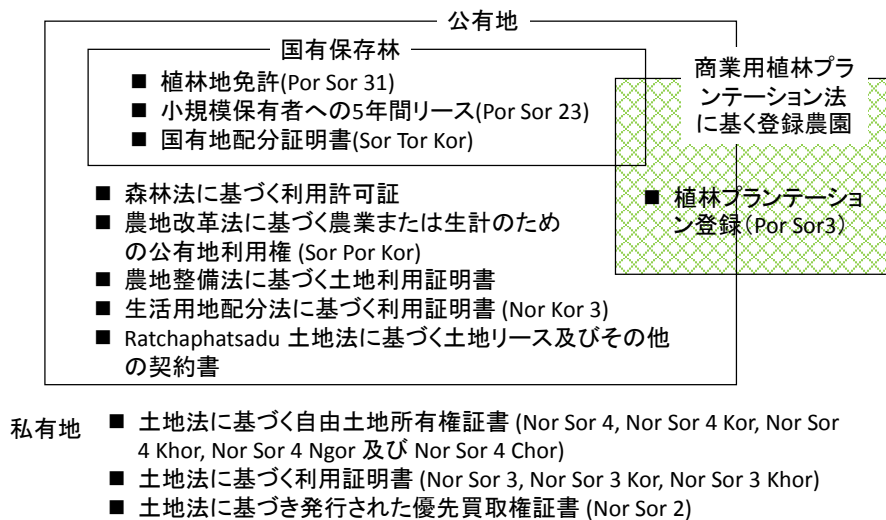 公有地
国有保存林
■ 植林地免許(Por Sor 31)
■ 小規模保有者への5年間リース(Por Sor 23)
■ 国有地配分証明書(Sor Tor Kor)
商業用植林プラ
ンテーション法
に基く登録農園
■ 植林プランテーショ
ン登録(Por Sor3)
■ 森林法に基づく利用許可証
■ 農地改革法に基づく農業または生計のため
の公有地利用権 (Sor Por Kor)
■ 農地整備法に基づく土地利用証明書
■ 生活用地配分法に基づく利用証明書 (Nor Kor 3)
■ Ratchaphatsadu 土地法に基づく土地リース及びその他
の契約書
私有地
■ 土地法に基づく自由土地所有権証書 (Nor Sor 4, Nor Sor 4 Kor, Nor Sor
4 Khor, Nor Sor 4 Ngor 及び Nor Sor 4 Chor)
■ 土地法に基づく利用証明書 (Nor Sor 3, Nor Sor 3 Kor, Nor Sor 3 Khor)
■ 土地法に基づき発行された優先買取権証書 (Nor Sor 2)